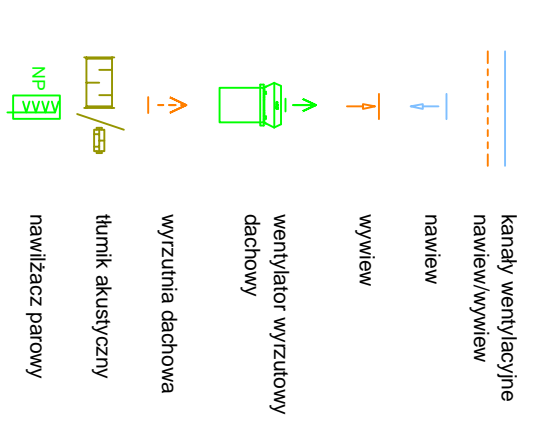 kanały wentylacyjne
nawiew/wywiew
nawiew
wywiew
wentylator wyrzutowy
dachowy
wyrzutnia dachowa
tłumik akustyczny
NP
nawilżacz parowy